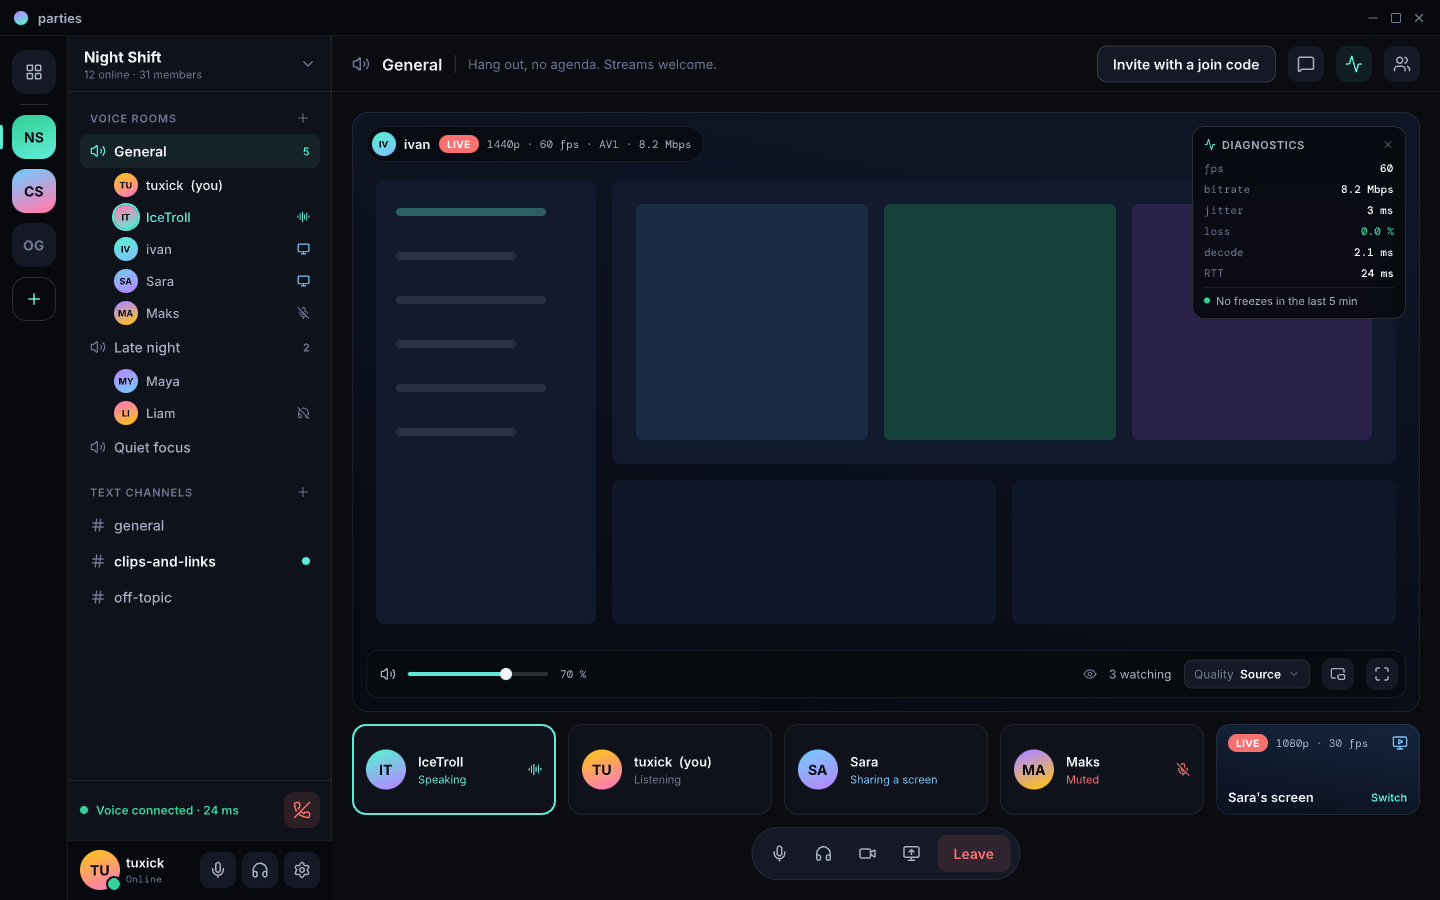 parties
Night Shift
12 online · 31 members
NS
CS
OG
VOICE ROOMS
General 5
TU tuxick (you)
IT IceTroll
IV ivan
SA Sara
MA Maks
Late night 2
MY Maya
LI Liam
Quiet focus
TEXT CHANNELS
# general
# clips-and-links
# off-topic
Voice connected · 24 ms
TU tuxick
Online
General
Hang out, no agenda. Streams welcome.
Invite with a join code
IV ivan LIVE 1440p · 60 fps · AV1 · 8.2 Mbps
DIAGNOSTICS
fps 60
bitrate 8.2 Mbps
jitter 3 ms
loss 0.0 %
decode 2.1 ms
RTT 24 ms
No freezes in the last 5 min
70 %
3 watching
Quality Source
IT IceTroll
Speaking
TU tuxick (you)
Listening
SA Sara
Sharing a screen
MA Maks
Muted
LIVE 1080p · 30 fps
Sara's screen Switch
Leave